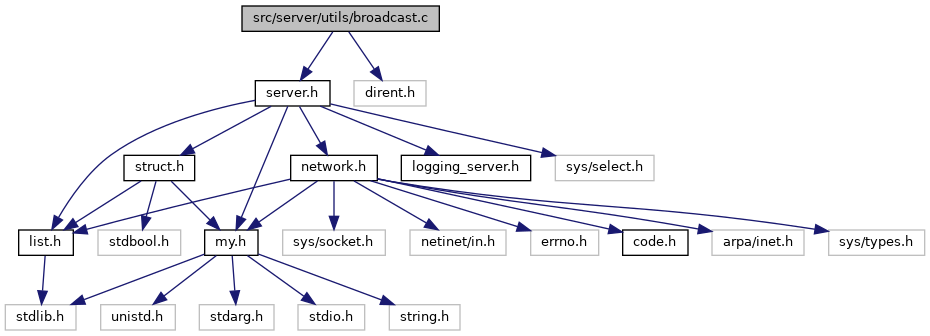 src/server/utils/broadcast.c
server.h
dirent.h
struct.h
network.h
logging_server.h
sys/select.h
list.h
stdbool.h
my.h
sys/socket.h
netinet/in.h
errno.h
code.h
arpa/inet.h
sys/types.h
stdlib.h
unistd.h
stdarg.h
stdio.h
string.h